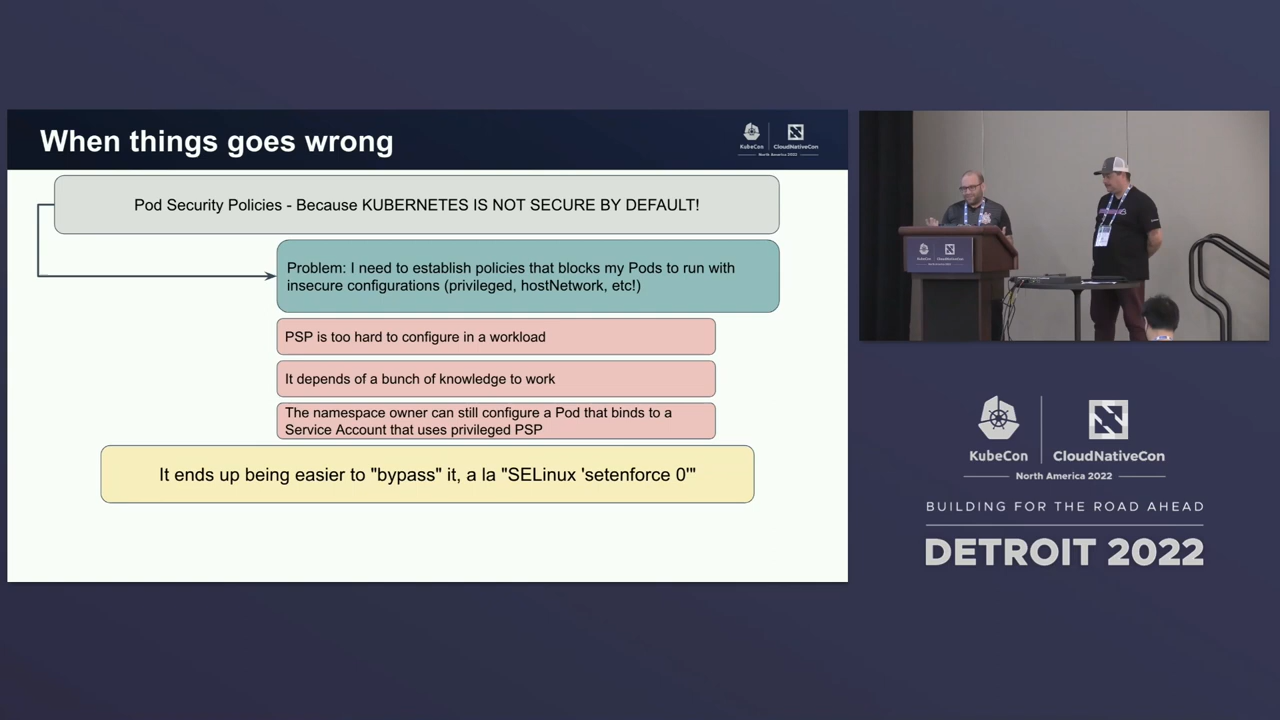 When things goes wrong
KubeCon
CloudNativeCon
North America 2022
Pod Security Policies - Because KUBERNETES IS NOT SECURE BY DEFAULT!
Problem: I need to establish policies that blocks my Pods to run with
insecure configurations (privileged, hostNetwork, etc!)
PSP is too hard to configure in a workload
It depends of a bunch of knowledge to work
The namespace owner can still configure a Pod that binds to a
Service Account that uses privileged PSP
It ends up being easier to "bypass" it, a la "SELinux 'setenforce 0'"
KubeCon
CloudNativeCon
North America 2022
BUILDING FOR THE ROAD AHEAD
DETROIT 2022